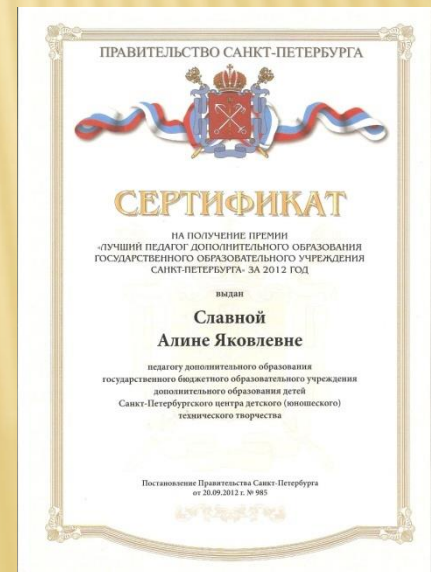 ПРАВИТЕЛЬСТВО САНКТ-ПЕТЕРБУРГА
СЕРТИФИКАТ
НА ПОЛУЧЕНИЕ ПРЕМИИ
«ЛУЧШИЙ ПЕДАГОГ ДОПОЛНИТЕЛЬНОГО ОБРАЗОВАНИЯ
ГОСУДАРСТВЕННОГО ОБРАЗОВАТЕЛЬНОГО УЧРЕЖДЕНИЯ
САНКТ-ПЕТЕРБУРГА» ЗА 2012 ГОД
выдан
Славной
Алине Яковлевне
педагогу дополнительного образования
государственного бюджетного образовательного учреждения
дополнительного образования детей
Санкт-Петербургского центра детского (юношеского)
технического творчества
Постановление Правительства Санкт-Петербурга
от 20.09.2012 г. № 985